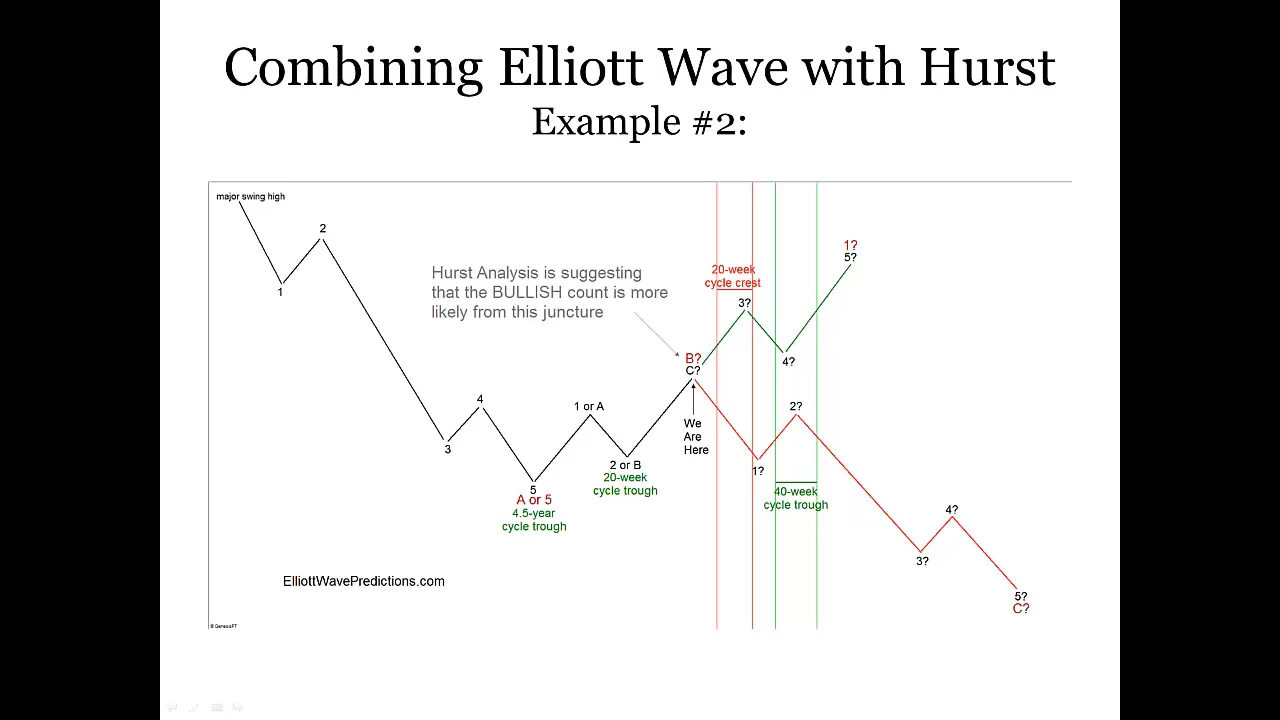 Combining Elliott Wave with Hurst
Example #2:
major swing high
2
1
Hurst Analysis is suggesting
that the BULLISH count is more
likely from this juncture
20-week
cycle crest
1?
5?
3?
4?
B?
C?
We
Are
Here
4
3
1 or A
2 or B
20-week
cycle trough
5
A or 5
4.5-year
cycle trough
2?
1?
40-week
cycle trough
4?
3?
5?
C?
ElliottWavePredictions.com
© GenesisFT